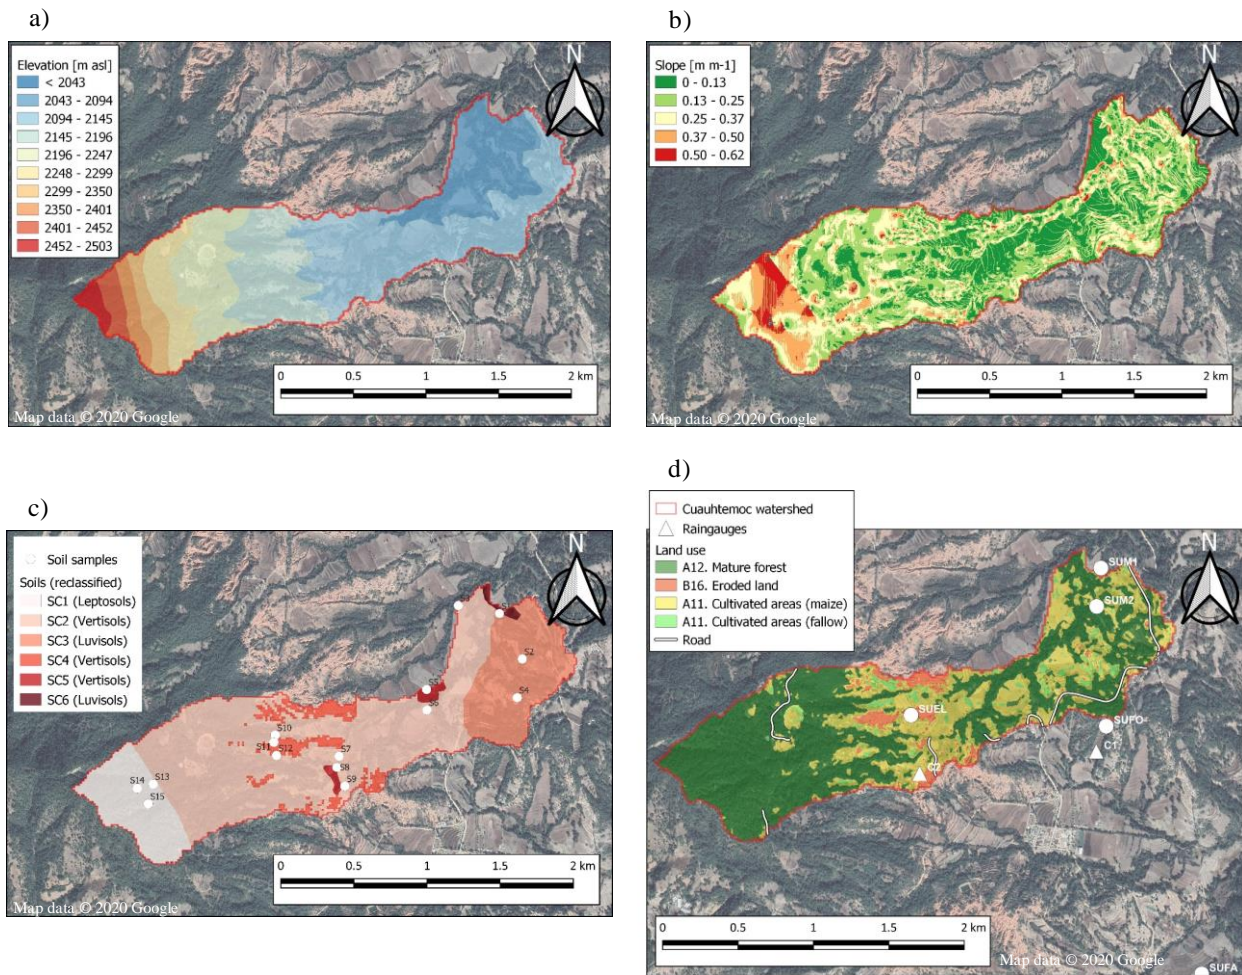 a)
Elevation [m asl]
< 2043
2043 - 2094
2094 - 2145
2145 - 2196
2196 - 2247
2248 - 2299
2299 - 2350
2350 - 2401
2401 - 2452
2452 - 2503
N
0 0.5 1 1.5 2 km
Map data © 2020 Google
b)
Slope [m m-1]
0 - 0.13
0.13 - 0.25
0.25 - 0.37
0.37 - 0.50
0.50 - 0.62
N
0 0.5 1 1.5 2 km
Map data © 2020 Google
c)
Soil samples
Soils (reclassified)
SC1 (Leptosols)
SC2 (Vertisols)
SC3 (Luvisols)
SC4 (Vertisols)
SC5 (Vertisols)
SC6 (Luvisols)
N
S2
S4
S5
S6
S10
S11
S12
S7
S8
S9
S13
S14
S15
0 0.5 1 1.5 2 km
Map data © 2020 Google
d)
Cuauhtemoc watershed
Raingauges
Land use
A12. Mature forest
B16. Eroded land
A11. Cultivated areas (maize)
A11. Cultivated areas (fallow)
Road
N
SUM1
SUM2
SUEL
SUFO
C1
C2
0 0.5 1 1.5 2 km
Map data © 2020 Google
SUFA